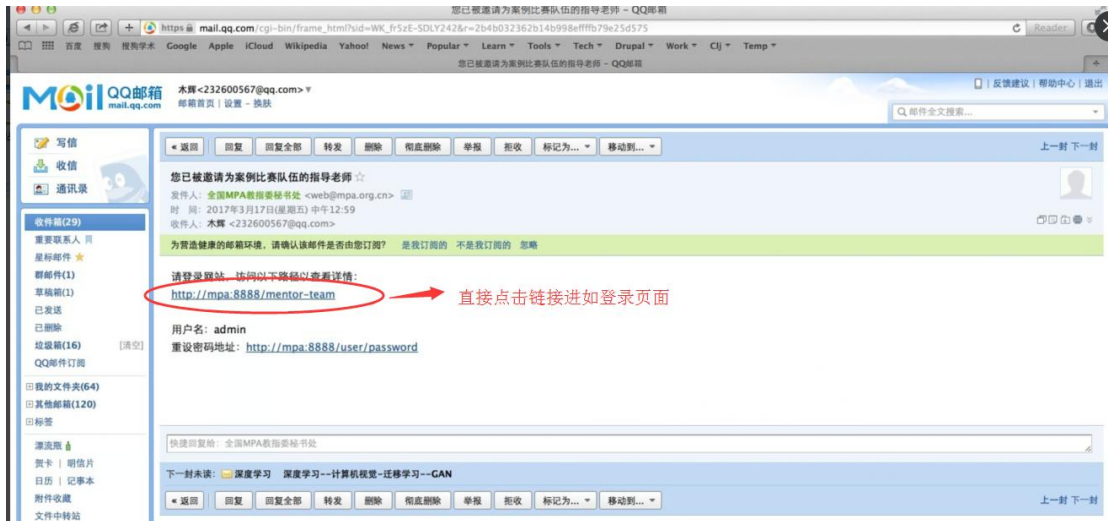 您已被邀请为案例比赛队伍的指导老师 - QQ邮箱
https mail.qq.com/cgi-bin/frame_html?sid=WK_fr5zE-SDLY242&r=2b4b032362b14b998effffb79e25d575
Reader
百度 搜狗 搜狗学术 Google Apple iCloud Wikipedia Yahoo! News Popular Learn Tools Tech Drupal Work Clj Temp
您已被邀请为案例比赛队伍的指导老师 - QQ邮箱
Mail QQ邮箱
mail.qq.com
木辉<232600567@qq.com>
邮箱首页 | 设置 - 换肤
| 反馈建议 | 帮助中心 | 退出
邮件全文搜索...
写信
收信
通讯录
收件箱(29)
重要联系人
星标邮件
群邮件(1)
草稿箱(1)
已发送
已删除
垃圾箱(16) [清空]
QQ邮件订阅
我的文件夹(64)
其他邮箱(120)
标签
漂流瓶
贺卡 | 明信片
日历 | 记事本
附件收藏
文件中转站
« 返回 回复 回复全部 转发 删除 彻底删除 举报 拒收 标记为... 移动到... 上一封 下一封
您已被邀请为案例比赛队伍的指导老师 ☆
发件人: 全国MPA教指委秘书处 <web@mpa.org.cn>
时 间: 2017年3月17日(星期五) 中午12:59
收件人: 木辉 <232600567@qq.com>
为营造健康的邮箱环境，请确认该邮件是否由您订阅? 是我订阅的 不是我订阅的 忽略
请登录网站，访问以下路径以查看详情:
http://mpa:8888/mentor-team
直接点击链接进如登录页面
用户名: admin
重设密码地址: http://mpa:8888/user/password
快捷回复给: 全国MPA教指委秘书处
下一封未读: 深度学习 深度学习--计算机视觉-迁移学习--GAN
« 返回 回复 回复全部 转发 删除 彻底删除 举报 拒收 标记为... 移动到... 上一封 下一封